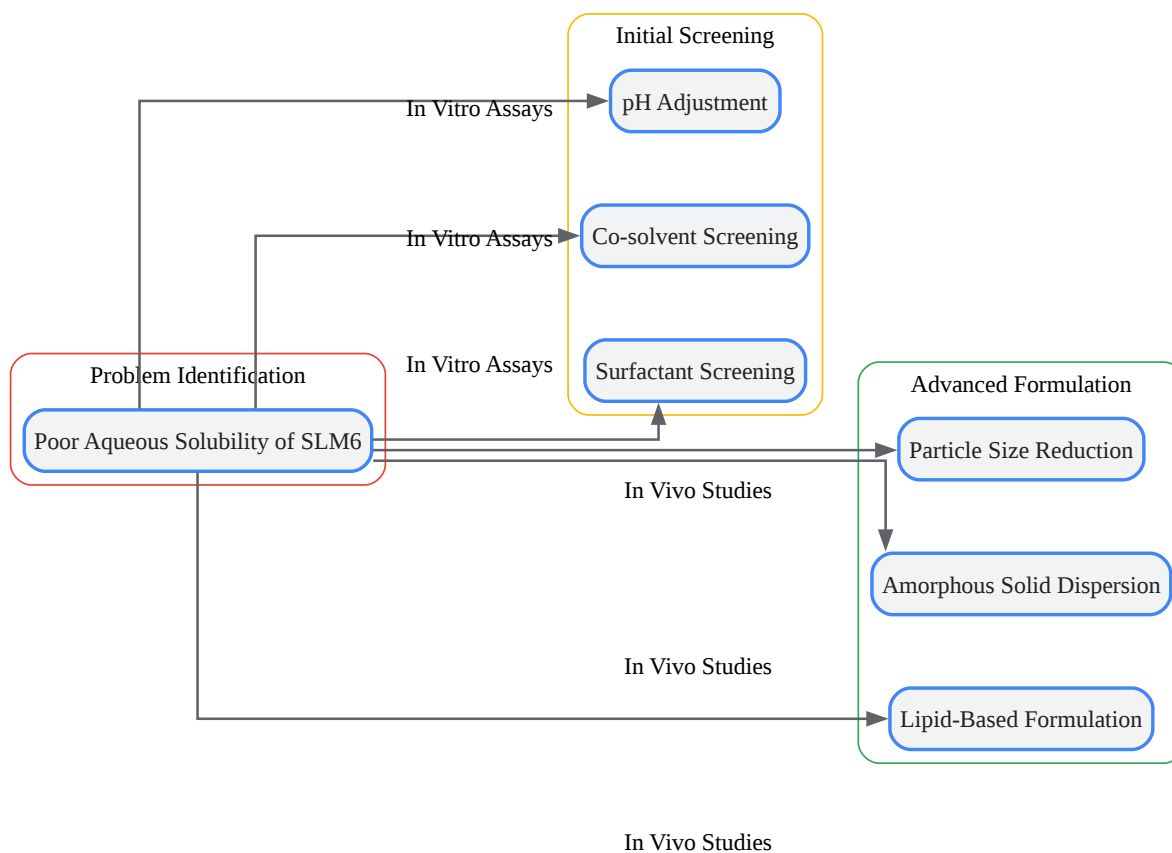 Initial Screening
pH Adjustment
In Vitro Assays
Co-solvent Screening
In Vitro Assays
In Vitro Assays
Surfactant Screening
Problem Identification
Poor Aqueous Solubility of SLM6
Advanced Formulation
Particle Size Reduction
In Vivo Studies
Amorphous Solid Dispersion
In Vivo Studies
Lipid-Based Formulation
In Vivo Studies